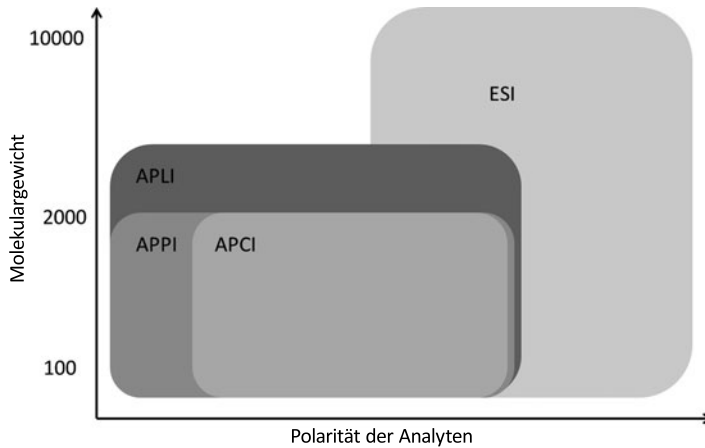 10000
ESI
Molekulargewicht
APLI
2000
APPI
APCI
100
Polarität der Analyten